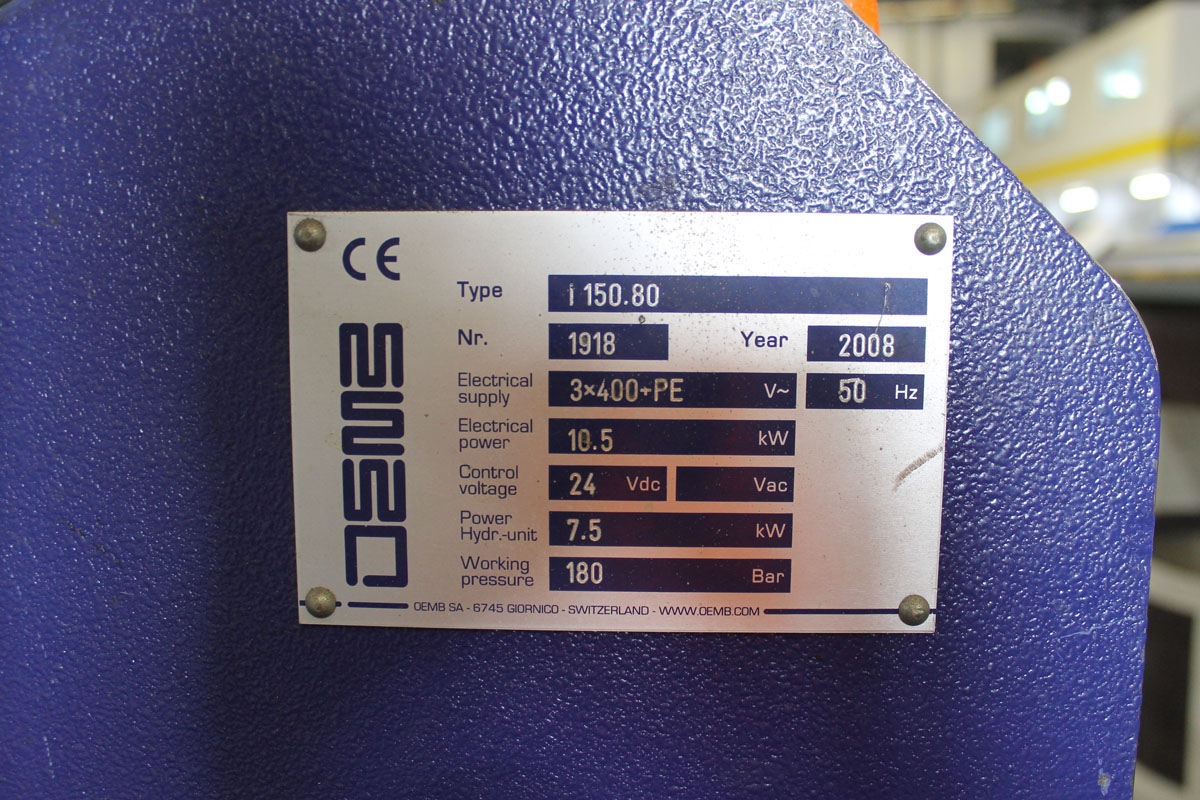 CE
OEMB
Type i 150.80
Nr. 1918 Year 2008
Electrical supply 3×400+PE V~ 50 Hz
Electrical power 10.5 kW
Control voltage 24 Vdc Vac
Power Hydr.-unit 7.5 kW
Working pressure 180 Bar
OEMB SA - 6745 GIORNICO - SWITZERLAND - WWW.OEMB.COM